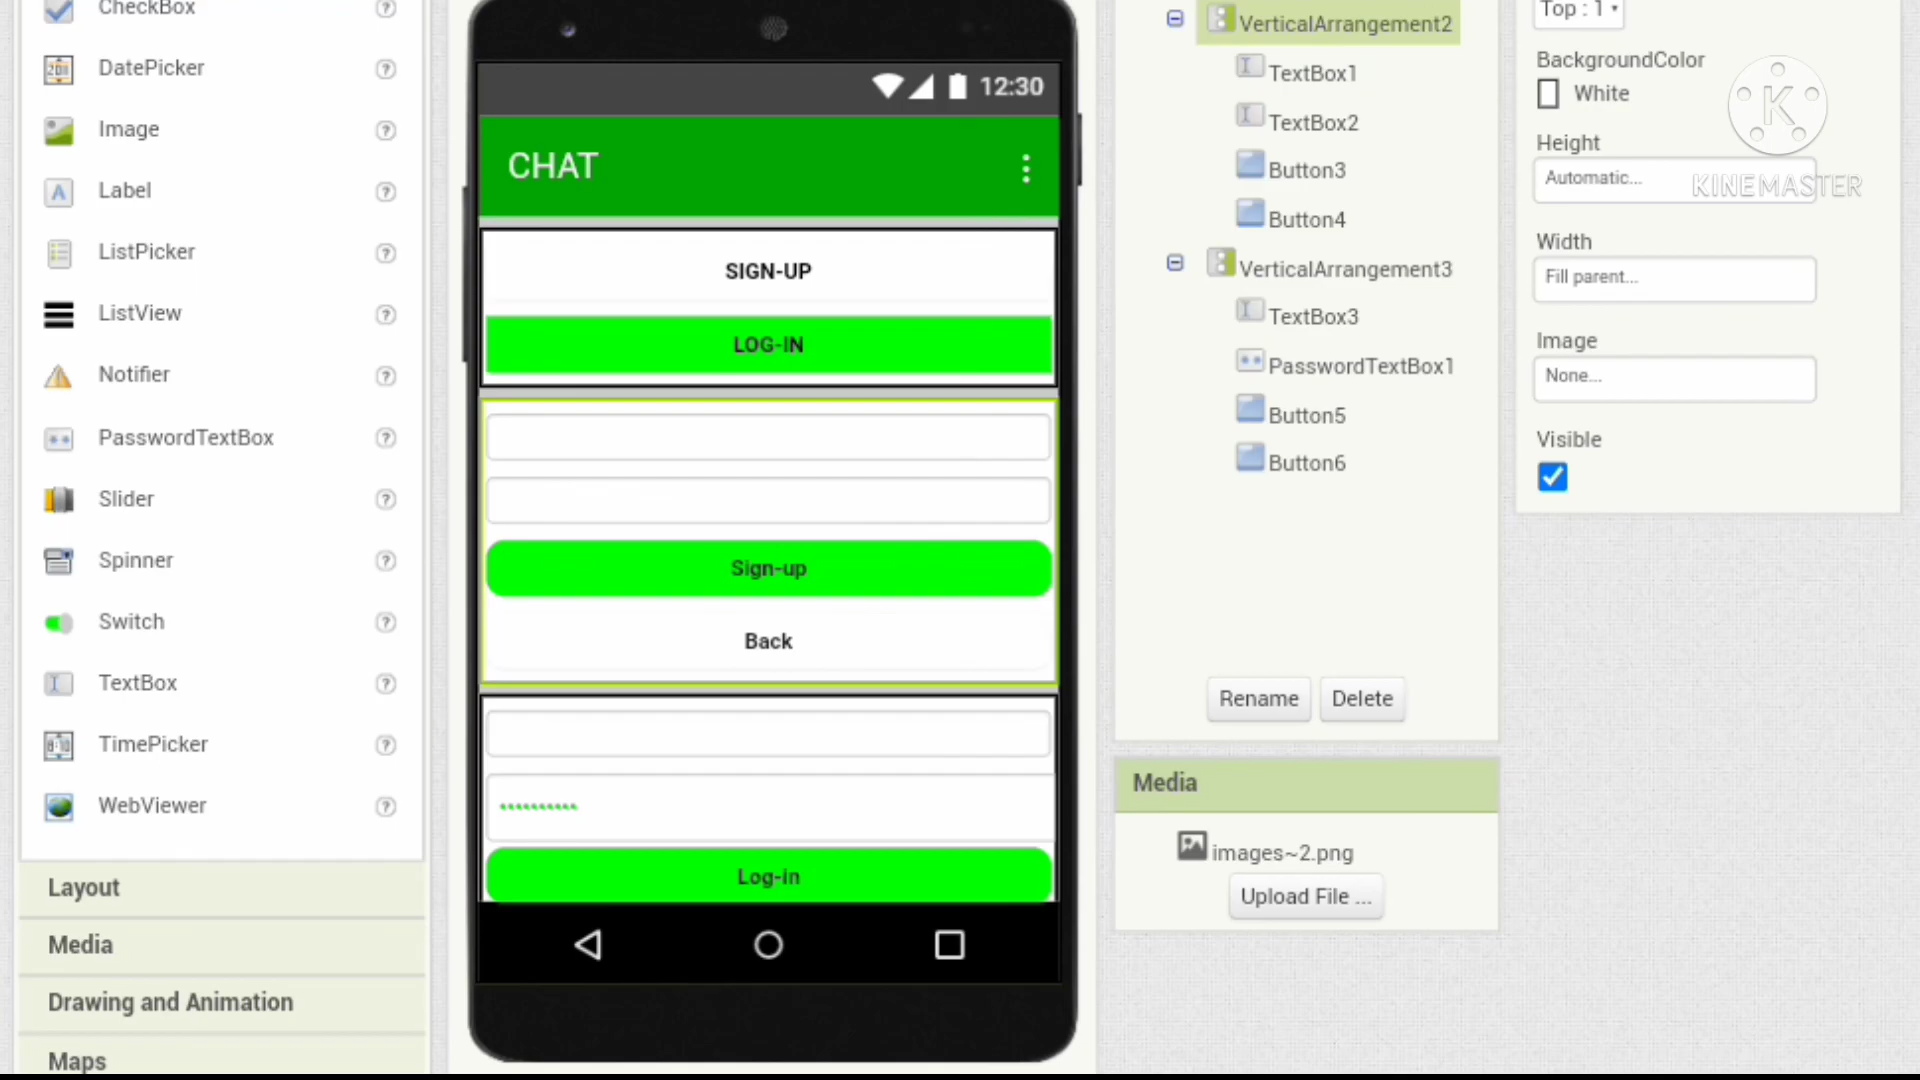 CheckBox
DatePicker
Image
Label
ListPicker
ListView
Notifier
PasswordTextBox
Slider
Spinner
Switch
TextBox
TimePicker
WebViewer
Layout
Media
Drawing and Animation
Maps
12:30
CHAT
SIGN-UP
LOG-IN
Sign-up
Back
Log-in
VerticalArrangement2
TextBox1
TextBox2
Button3
Button4
VerticalArrangement3
TextBox3
PasswordTextBox1
Button5
Button6
Rename Delete
Media
images~2.png
Upload File ...
Top : 1
BackgroundColor
White
Height
Automatic...
Width
Fill parent...
Image
None...
Visible
K
KINEMASTER